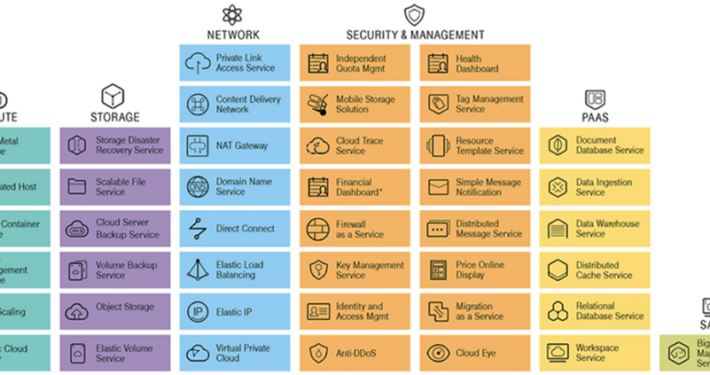 NETWORK
SECURITY & MANAGEMENT
Private Link
Access Service
Independent
Quota Mgmt
Health
Dashboard
UTE
STORAGE
Content Delivery
Network
Mobile Storage
Solution
Tag Management
Service
PAAS
Metal
Storage Disaster
Recovery Service
NAT Gateway
Cloud Trace
Service
Resource
Template Service
Document
Database Service
ated Host
Scalable File
Service
Domain Name
Service
Financial
Dashboard*
Simple Message
Notification
Data Ingestion
Service
Container
Cloud Server
Backup Service
Direct Connect
Firewall
as a Service
Distributed
Message Service
Data Warehouse
Service
gement
Volume Backup
Service
Elastic Load
Balancing
Key Management
Service
Price Online
Display
Distributed
Cache Service
Scaling
Object Storage
Elastic IP
IP
Identity and
Access Mgmt
Migration
as a Service
Relational
Database Service
SA
Cloud
Elastic Volume
Service
Virtual Private
Cloud
Anti-DDoS
Cloud Eye
Workspace
Service
Big
Map
Ser